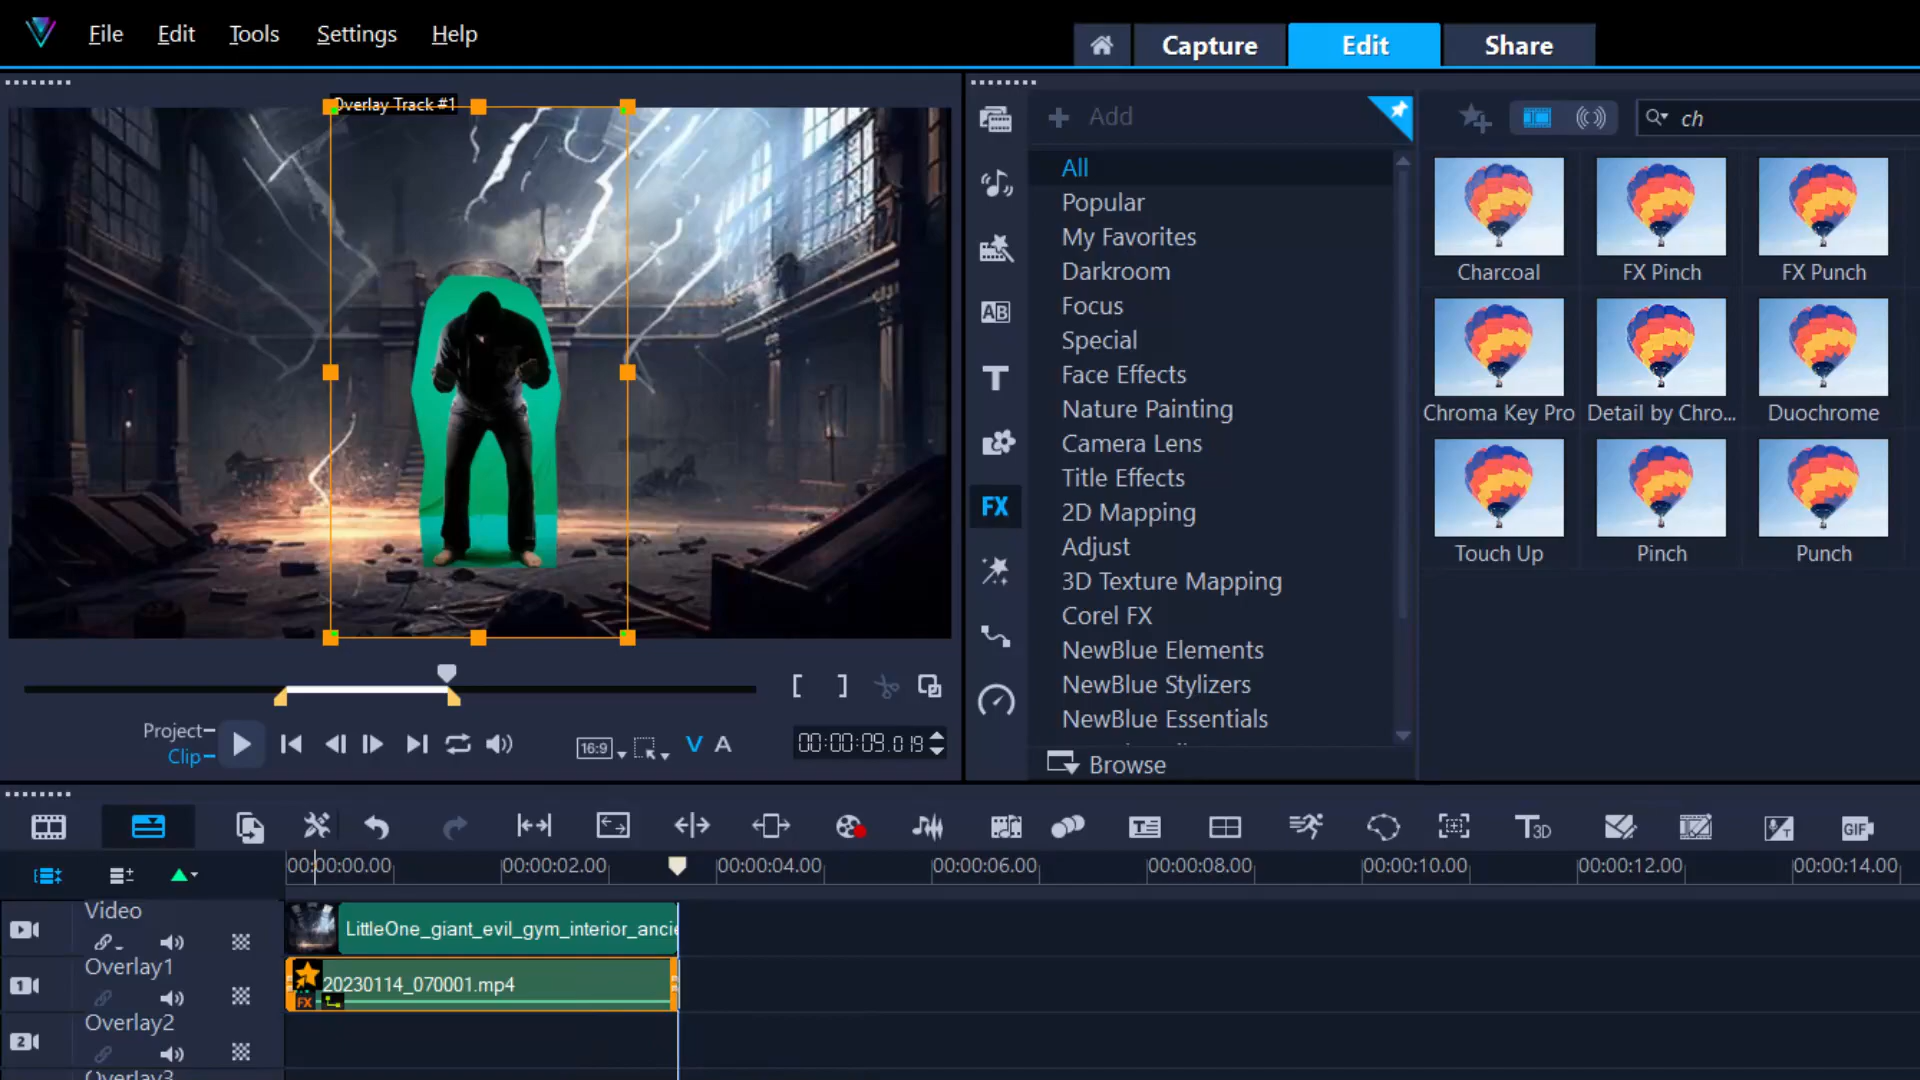 File Edit Tools Settings Help
Capture Edit Share
Overlay Track #1
Add
ch
All
Popular
My Favorites
Darkroom
Focus
Special
Face Effects
Nature Painting
Camera Lens
Title Effects
2D Mapping
Adjust
3D Texture Mapping
Corel FX
NewBlue Elements
NewBlue Stylizers
NewBlue Essentials
Browse
AB
T
FX
Charcoal FX Pinch FX Punch
Chroma Key Pro Detail by Chro... Duochrome
Touch Up Pinch Punch
[ ]
Project
Clip
16:9
V A
00:00:09.019
T3D
GIF
00:00:00.00 00:00:02.00 00:00:04.00 00:00:06.00 00:00:08.00 00:00:10.00 00:00:12.00 00:00:14.00
Video
LittleOne_giant_evil_gym_interior_ancie
Overlay1
1
20230114_070001.mp4
FX
Overlay2
2
Overlay3